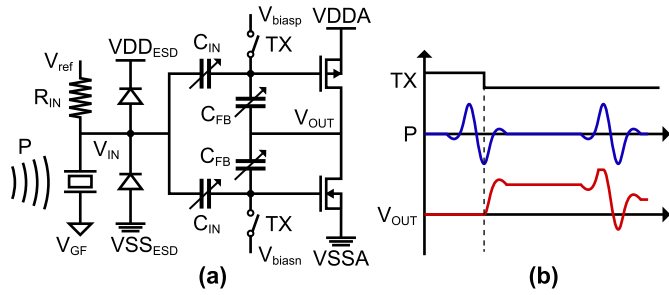 V_ref
R_IN
P
V_GF
VDD_ESD
V_IN
VSS_ESD
C_IN
C_FB
C_FB
C_IN
V_biasp
TX
V_OUT
TX
V_biasn
VDDA
VSSA
(a)
TX
P
V_OUT
(b)